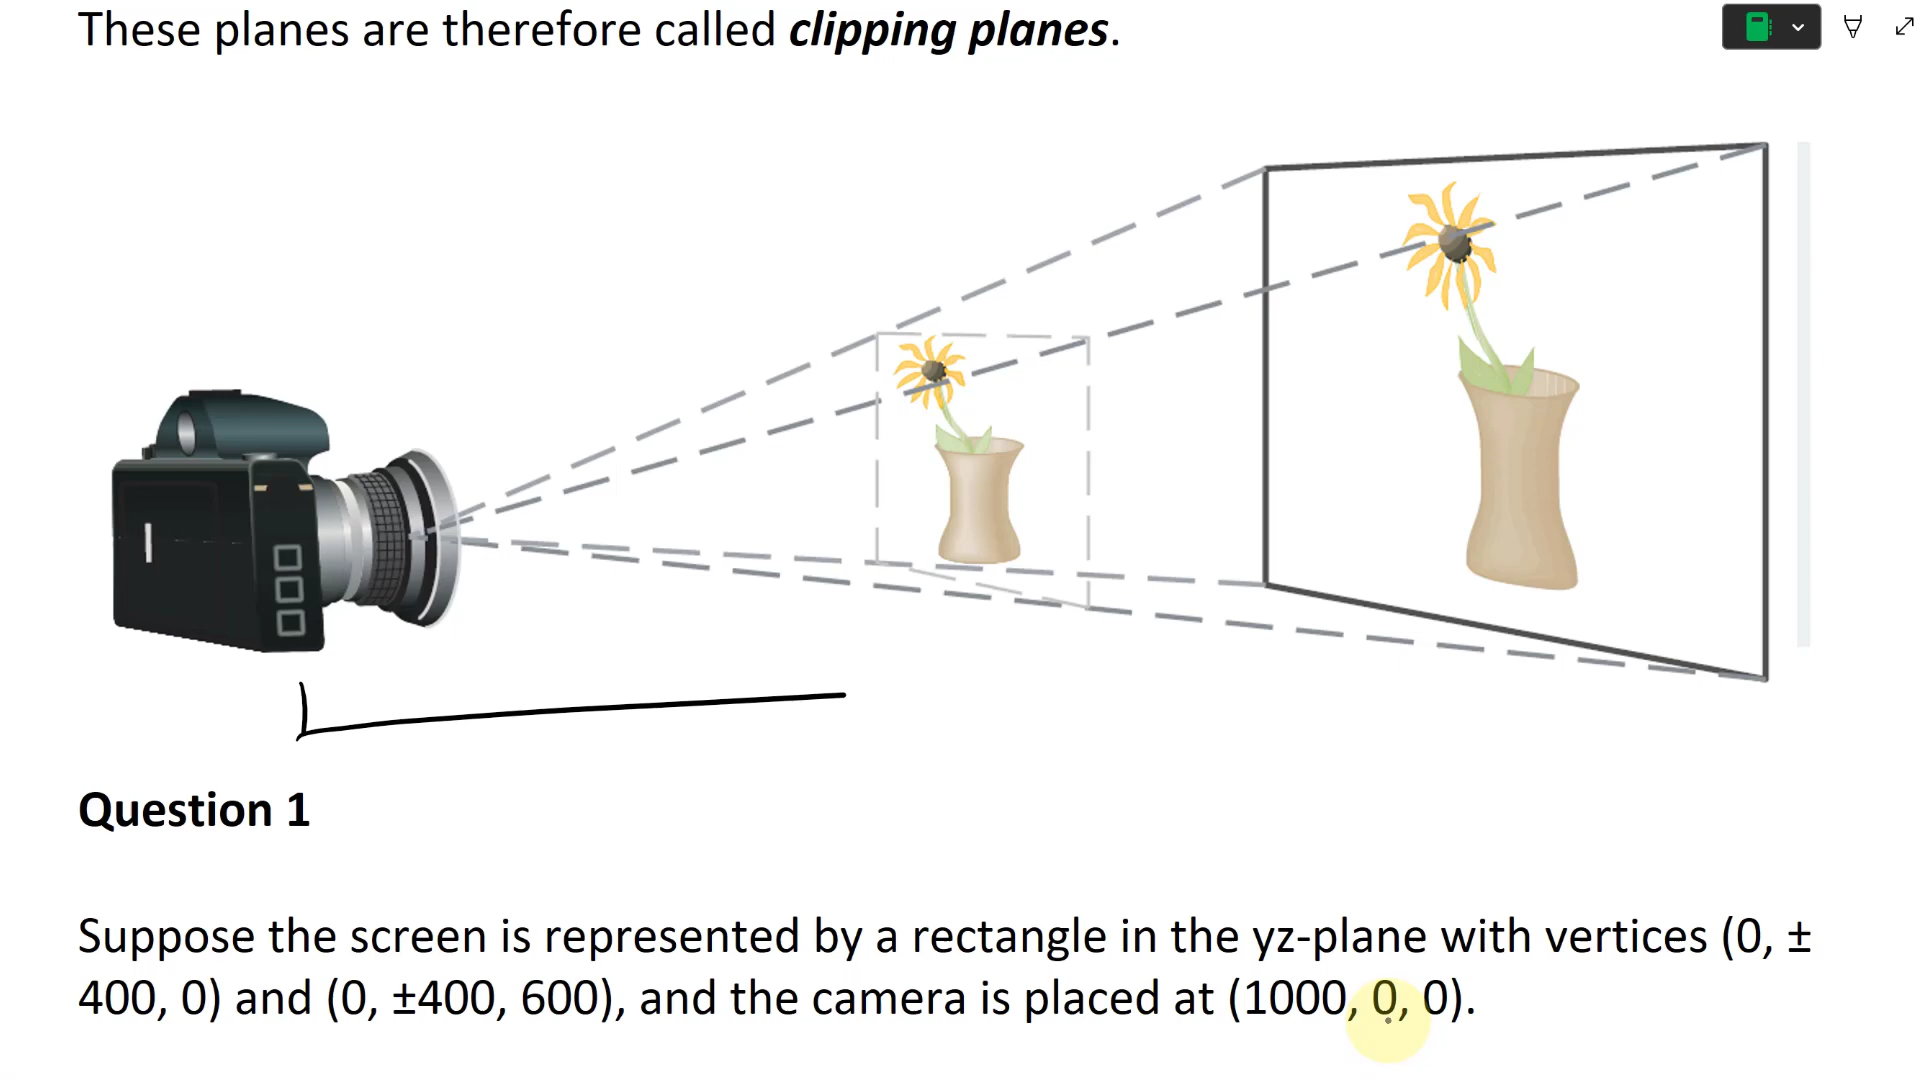 These planes are therefore called clipping planes.
Question 1
Suppose the screen is represented by a rectangle in the yz-plane with vertices (0, ±
400, 0) and (0, ±400, 600), and the camera is placed at (1000, 0, 0).